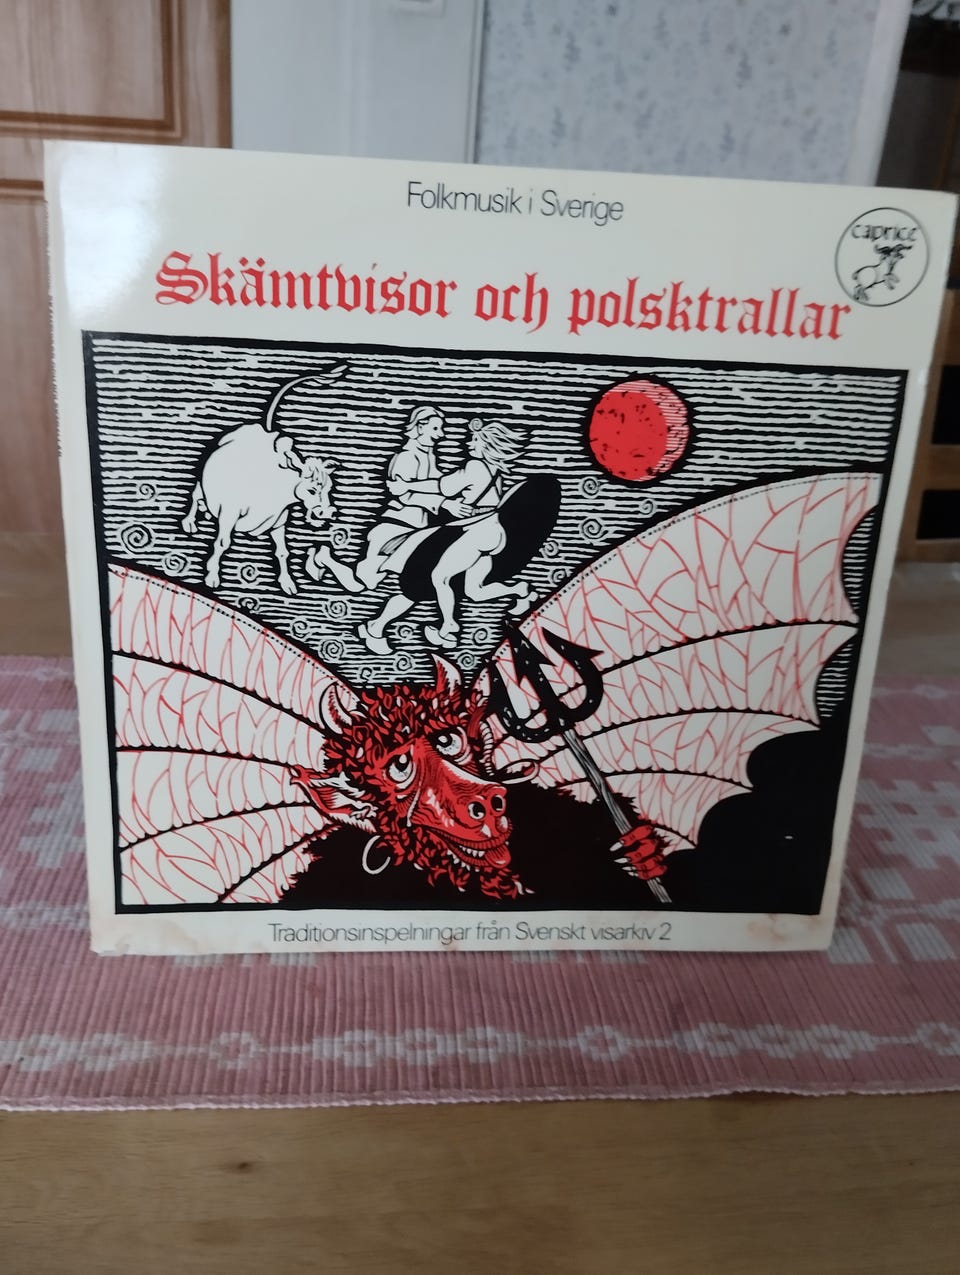 Folkmusik i Sverige
caprice
Skämtvisor och polsktrallar
Traditionsinspelningar från Svenskt visarkiv 2